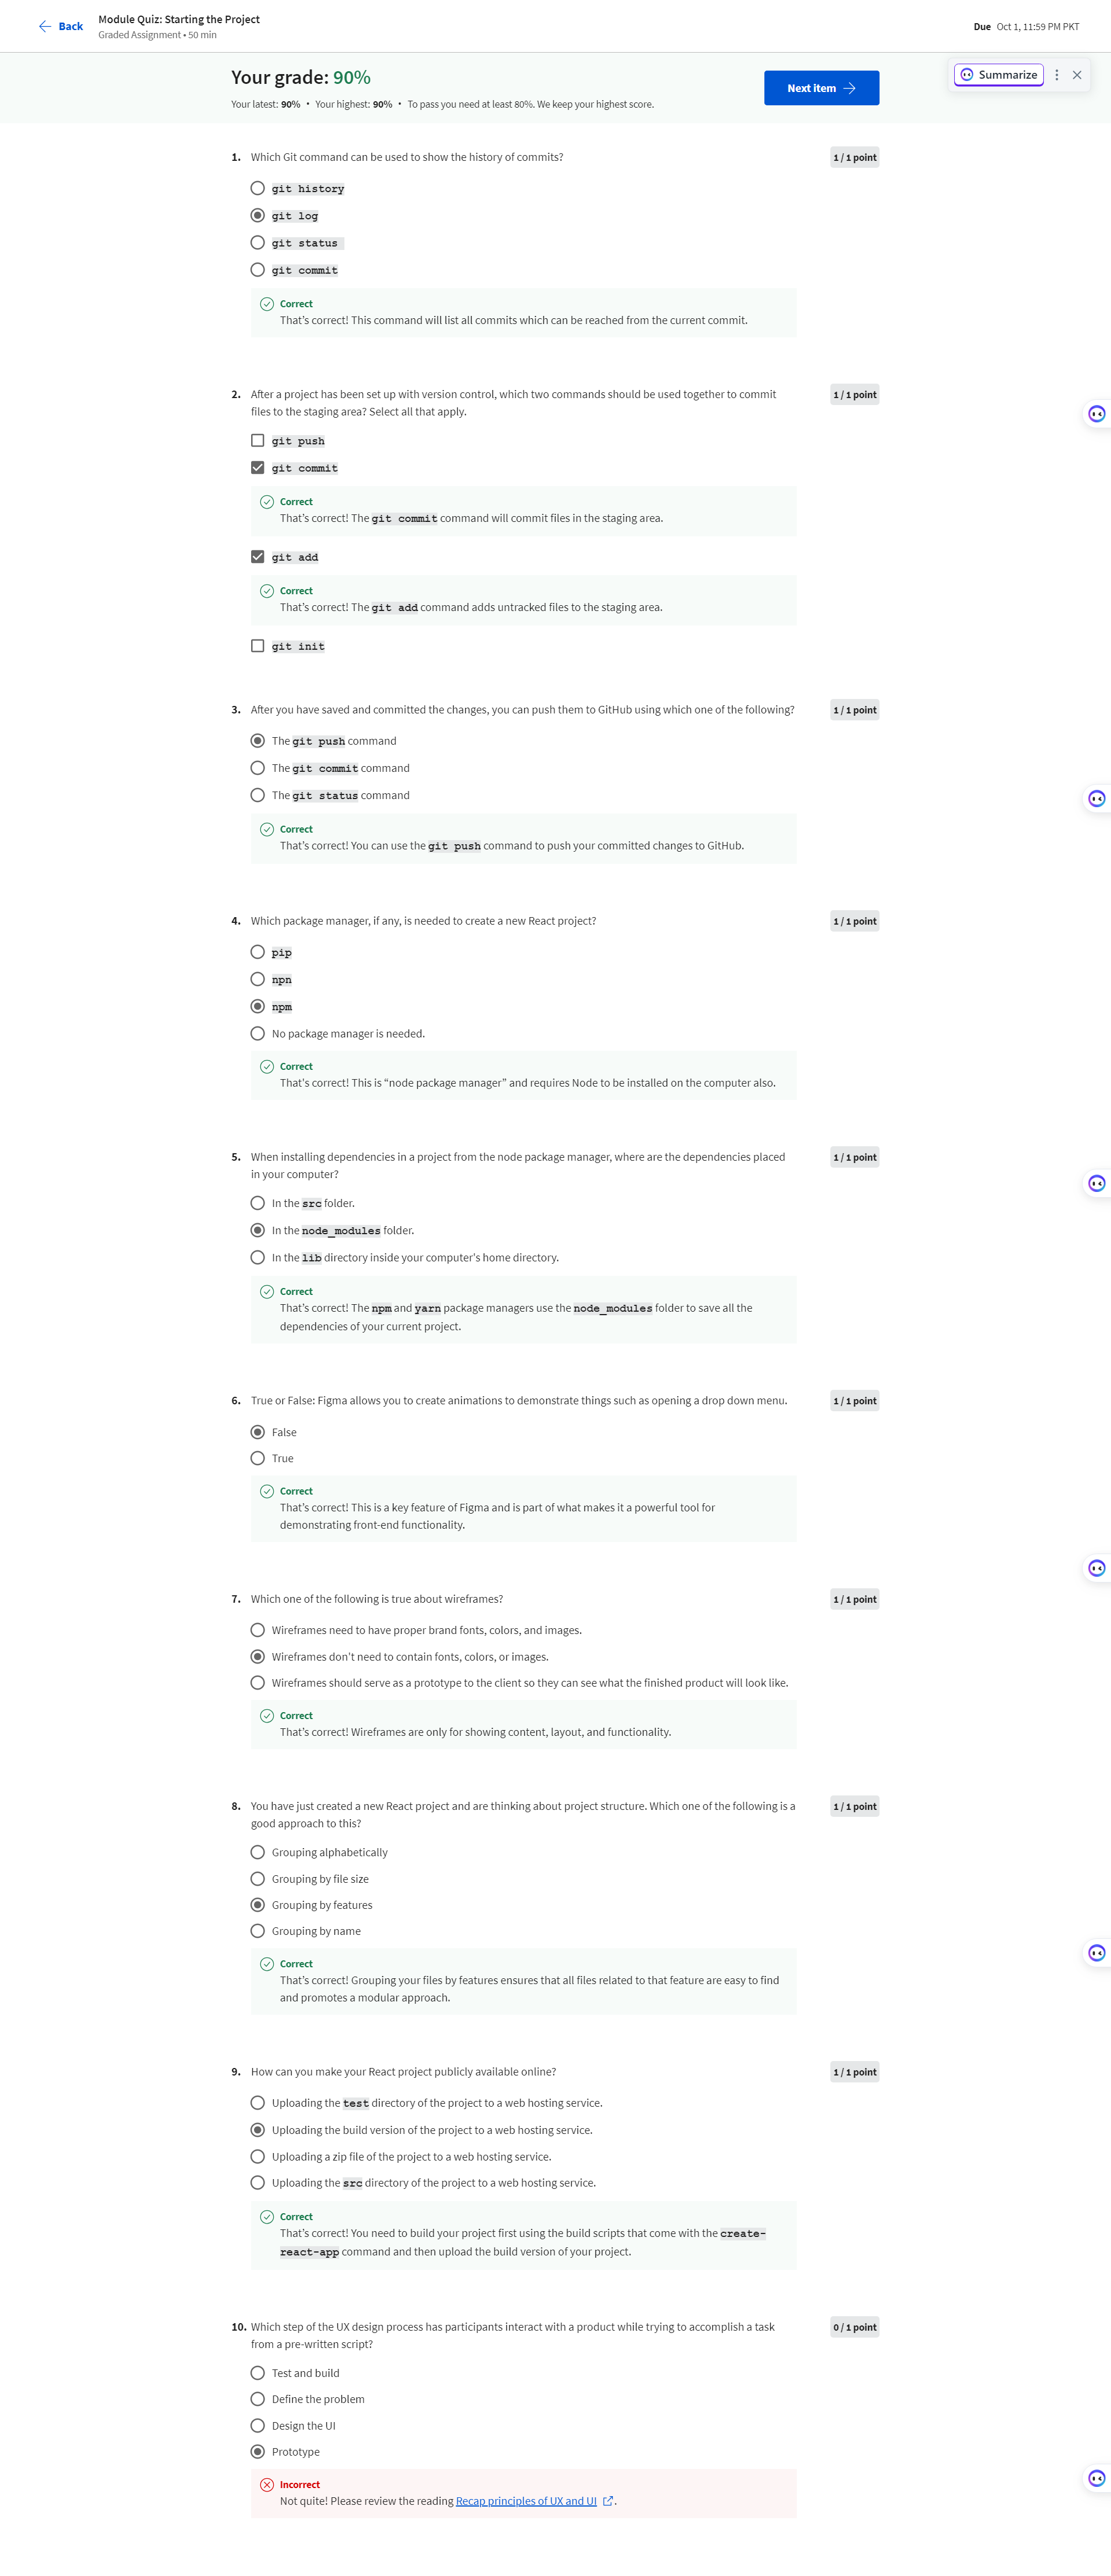 Back
Module Quiz: Starting the Project
Graded Assignment • 50 min
Due Oct 1, 11:59 PM PKT
Your grade: 90%
Your latest: 90% • Your highest: 90% • To pass you need at least 80%. We keep your highest score.
Next item
Summarize
1. Which Git command can be used to show the history of commits?
1 / 1 point
git history
git log
git status
git commit
Correct
That's correct! This command will list all commits which can be reached from the current commit.
2. After a project has been set up with version control, which two commands should be used together to commit
files to the staging area? Select all that apply.
1 / 1 point
git push
git commit
Correct
That's correct! The git commit command will commit files in the staging area.
git add
Correct
That's correct! The git add command adds untracked files to the staging area.
git init
3. After you have saved and committed the changes, you can push them to GitHub using which one of the following?
1 / 1 point
The git push command
The git commit command
The git status command
Correct
That's correct! You can use the git push command to push your committed changes to GitHub.
4. Which package manager, if any, is needed to create a new React project?
1 / 1 point
pip
npn
npm
No package manager is needed.
Correct
That's correct! This is “node package manager” and requires Node to be installed on the computer also.
5. When installing dependencies in a project from the node package manager, where are the dependencies placed
in your computer?
1 / 1 point
In the src folder.
In the node_modules folder.
In the lib directory inside your computer's home directory.
Correct
That's correct! The npm and yarn package managers use the node_modules folder to save all the
dependencies of your current project.
6. True or False: Figma allows you to create animations to demonstrate things such as opening a drop down menu.
1 / 1 point
False
True
Correct
That's correct! This is a key feature of Figma and is part of what makes it a powerful tool for
demonstrating front-end functionality.
7. Which one of the following is true about wireframes?
1 / 1 point
Wireframes need to have proper brand fonts, colors, and images.
Wireframes don't need to contain fonts, colors, or images.
Wireframes should serve as a prototype to the client so they can see what the finished product will look like.
Correct
That's correct! Wireframes are only for showing content, layout, and functionality.
8. You have just created a new React project and are thinking about project structure. Which one of the following is a
good approach to this?
1 / 1 point
Grouping alphabetically
Grouping by file size
Grouping by features
Grouping by name
Correct
That's correct! Grouping your files by features ensures that all files related to that feature are easy to find
and promotes a modular approach.
9. How can you make your React project publicly available online?
1 / 1 point
Uploading the test directory of the project to a web hosting service.
Uploading the build version of the project to a web hosting service.
Uploading a zip file of the project to a web hosting service.
Uploading the src directory of the project to a web hosting service.
Correct
That's correct! You need to build your project first using the build scripts that come with the create-
react-app command and then upload the build version of your project.
10. Which step of the UX design process has participants interact with a product while trying to accomplish a task
from a pre-written script?
0 / 1 point
Test and build
Define the problem
Design the UI
Prototype
Incorrect
Not quite! Please review the reading Recap principles of UX and UI.